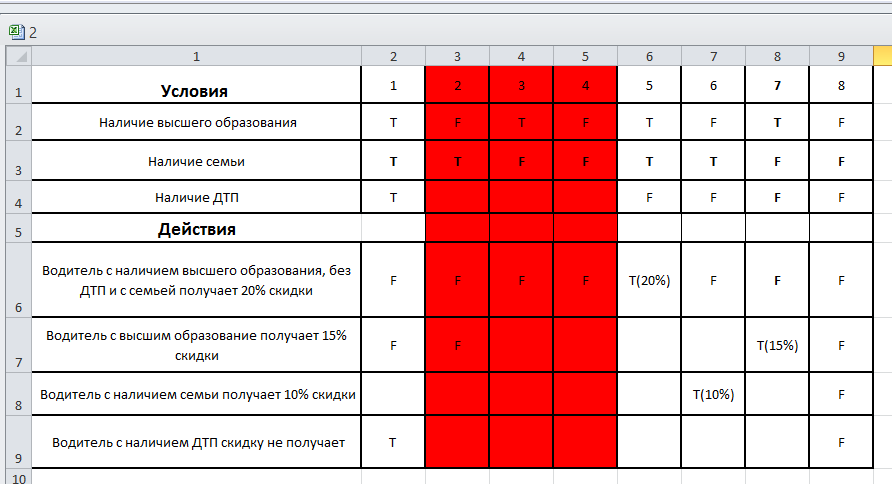 2
1 2 3 4 5 6 7 8 9
1 Условия 1 2 3 4 5 6 7 8
2 Наличие высшего образования T F T F T F T F
3 Наличие семьи T T F F T T F F
4 Наличие ДТП T F F F F
5 Действия
Водитель с наличием высшего образования, без
6 ДТП и с семьей получает 20% скидки F F F F T(20%) F F F
Водитель с высшим образование получает 15%
7 скидки F F T(15%) F
8 Водитель с наличием семьи получает 10% скидки T(10%) F
9 Водитель с наличием ДТП скидку не получает T F
10